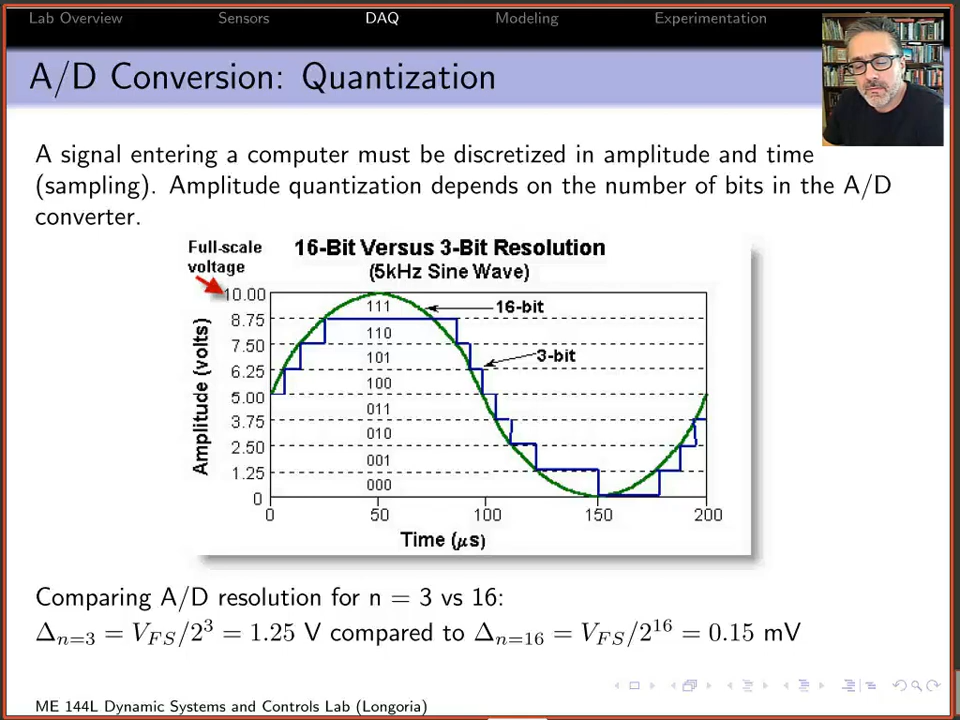 Lab Overview Sensors DAQ Modeling Experimentation
A/D Conversion: Quantization
A signal entering a computer must be discretized in amplitude and time
(sampling). Amplitude quantization depends on the number of bits in the A/D
converter.
Full-scale
voltage
16-Bit Versus 3-Bit Resolution
(5kHz Sine Wave)
10.00
8.75
7.50
6.25
5.00
3.75
2.50
1.25
0
Amplitude (volts)
111
110
101
100
011
010
001
000
16-bit
3-bit
0 50 100 150 200
Time (μs)
Comparing A/D resolution for n = 3 vs 16:
Δn=3 = VFS/2³ = 1.25 V compared to Δn=16 = VFS/2¹⁶ = 0.15 mV
ME 144L Dynamic Systems and Controls Lab (Longoria)